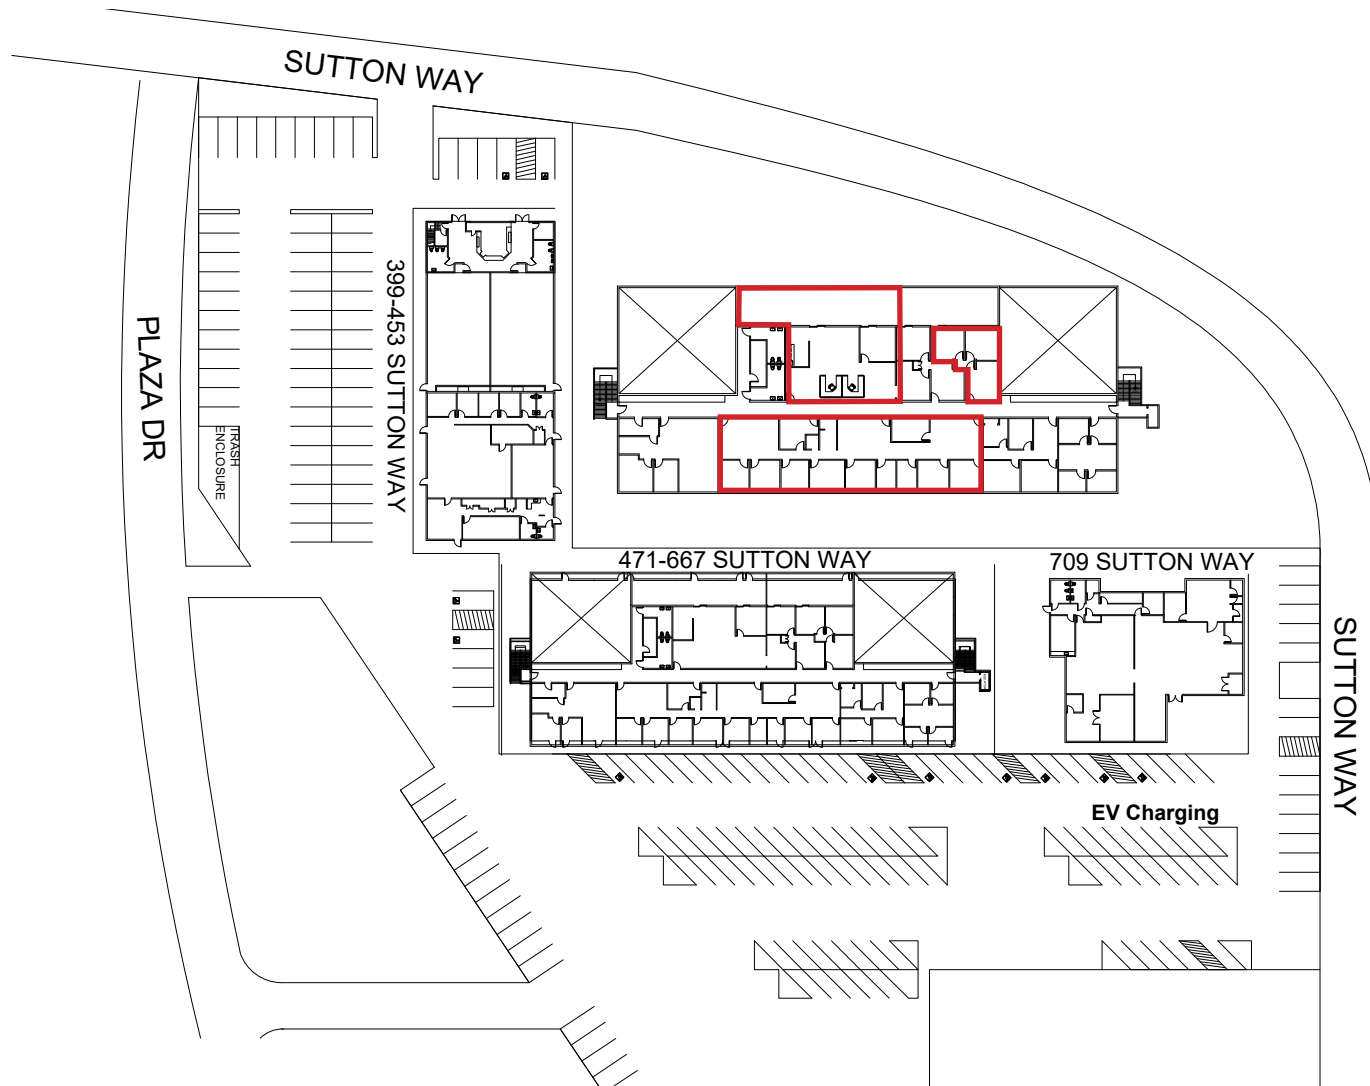 SUTTON WAY
PLAZA DR
399-453 SUTTON WAY
TRASH
ENCLOSURE
471-667 SUTTON WAY
709 SUTTON WAY
SUTTON WAY
EV Charging